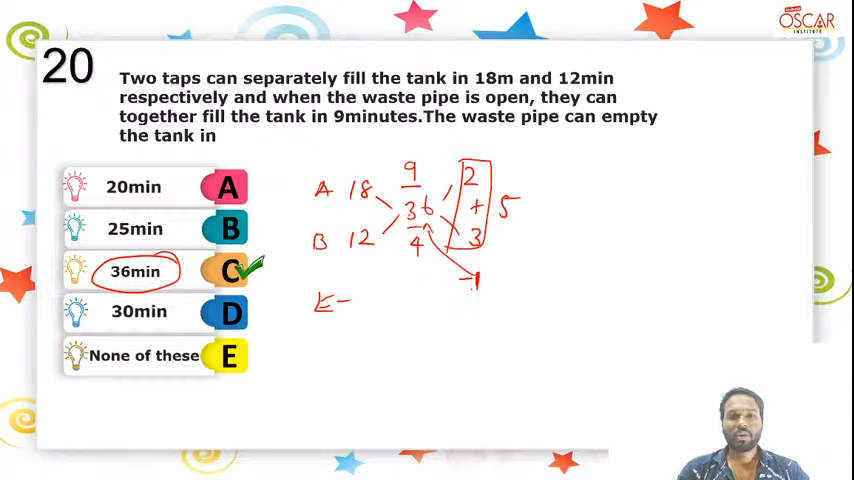 OSCAR
INSTITUTE
20
Two taps can separately fill the tank in 18m and 12min
respectively and when the waste pipe is open, they can
together fill the tank in 9minutes.The waste pipe can empty
the tank in
20min A
25min B
36min C
30min D
None of these E
A 18 9 2
36 + 5
B 12 4 3
-1
E-